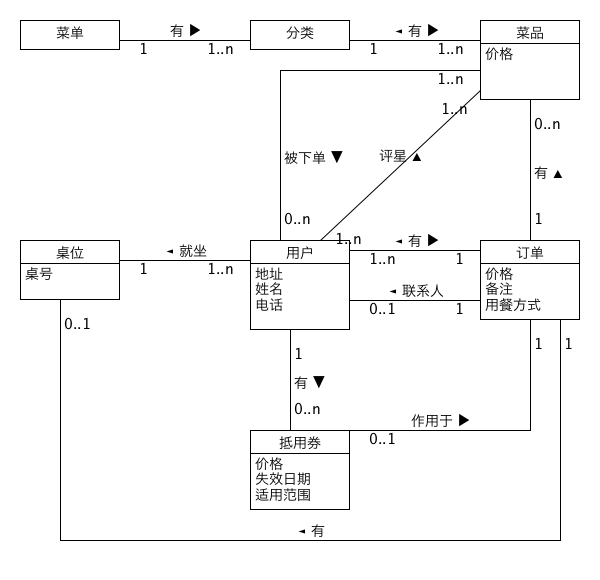 菜单
有 ▶
1
1..n
分类
◄ 有 ▶
1
1..n
菜品
价格
1..n
1..n
0..n
被下单 ▼
评星 ▲
有 ▲
0..n
1
1..n
桌位
桌号
◄ 就坐
1
1..n
用户
地址
姓名
电话
◄ 有 ▶
1..n
1
◄ 联系人
0..1
1
订单
价格
备注
用餐方式
0..1
1
1
1
有 ▼
0..n
作用于 ▶
0..1
抵用券
价格
失效日期
适用范围
◄ 有